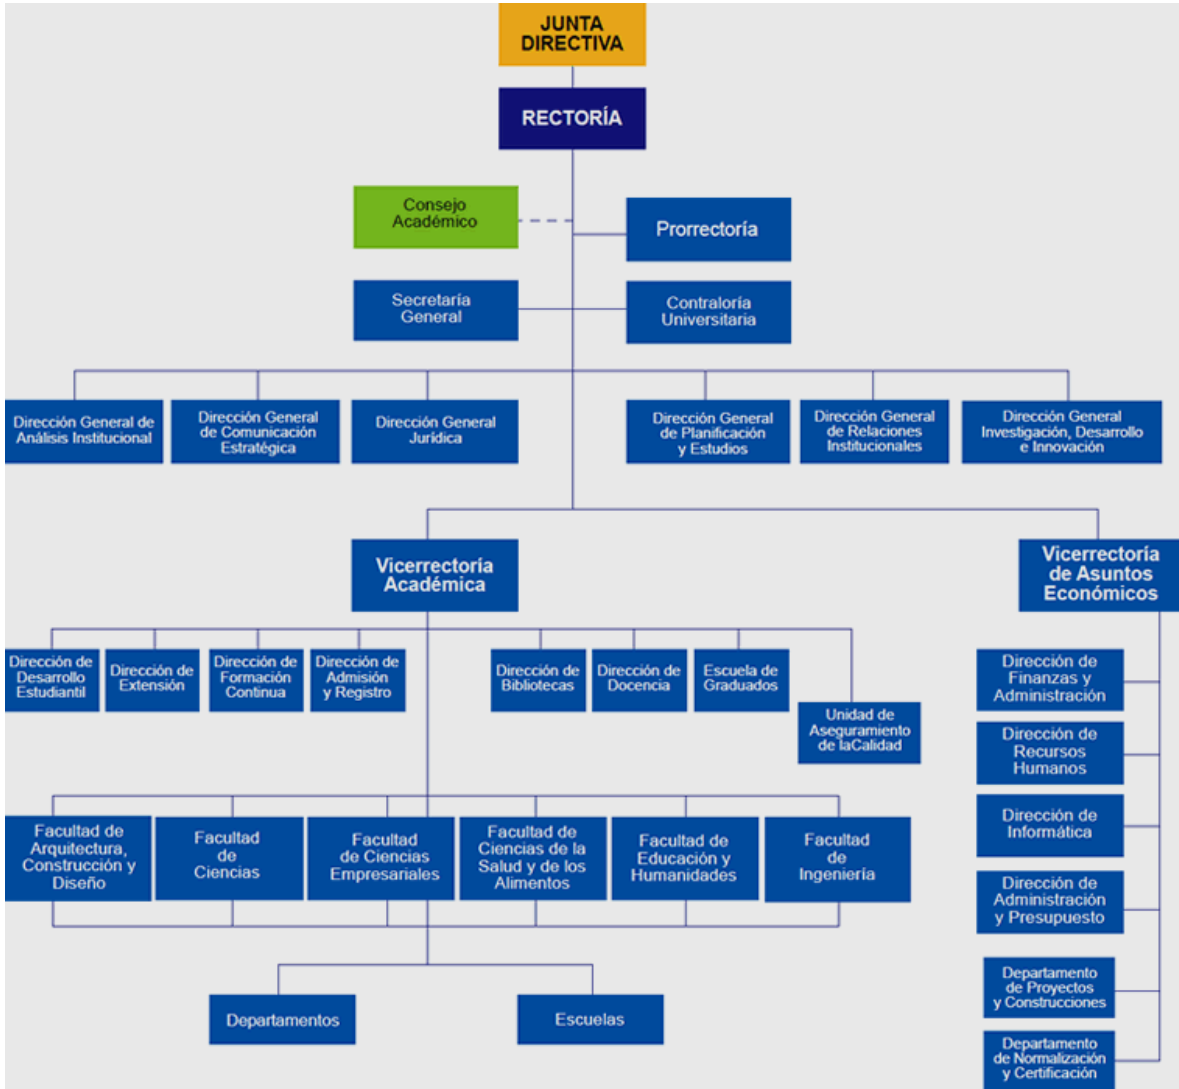 JUNTA
DIRECTIVA
RECTORÍA
Consejo
Académico
Prorrectoría
Secretaría
General
Contraloría
Universitaria
Dirección General de
Análisis Institucional
Dirección General
de Comunicación
Estratégica
Dirección General
Jurídica
Dirección General
de Planificación
y Estudios
Dirección General
de Relaciones
Institucionales
Dirección General
Investigación, Desarrollo
e Innovación
Vicerrectoría
Académica
Vicerrectoría
de Asuntos
Económicos
Dirección de
Desarrollo
Estudiantil
Dirección de
Extensión
Dirección de
Formación
Continua
Dirección de
Admisión
y Registro
Dirección de
Bibliotecas
Dirección de
Docencia
Escuela de
Graduados
Unidad de
Aseguramiento
de laCalidad
Dirección de
Finanzas y
Administración
Dirección de
Recursos
Humanos
Dirección de
Informática
Dirección de
Administración
y Presupuesto
Departamento
de Proyectos
y Construcciones
Departamento
de Normalización
y Certificación
Facultad de
Arquitectura,
Construcción y
Diseño
Facultad
de
Ciencias
Facultad
de Ciencias
Empresariales
Facultad de
Ciencias de la
Salud y de los
Alimentos
Facultad de
Educación y
Humanidades
Facultad
de
Ingeniería
Departamentos
Escuelas